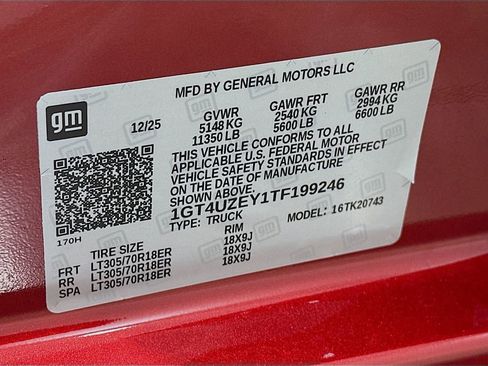 MFD BY GENERAL MOTORS LLC
gm
12/25
GVWR GAWR FRT GAWR RR
5148 KG 2540 KG 2994 KG
11350 LB 5600 LB 6600 LB
THIS VEHICLE CONFORMS TO ALL
APPLICABLE U.S. FEDERAL MOTOR
VEHICLE SAFETY STANDARDS IN EFFECT
ON THE DATE OF MANUFACTURE SHOWN ABOVE.
1GT4UZEY1TF199246
TYPE: TRUCK MODEL: 16TK20743
170H
TIRE SIZE RIM
FRT LT305/70R18ER 18X9J
RR LT305/70R18ER 18X9J
SPA LT305/70R18ER 18X9J